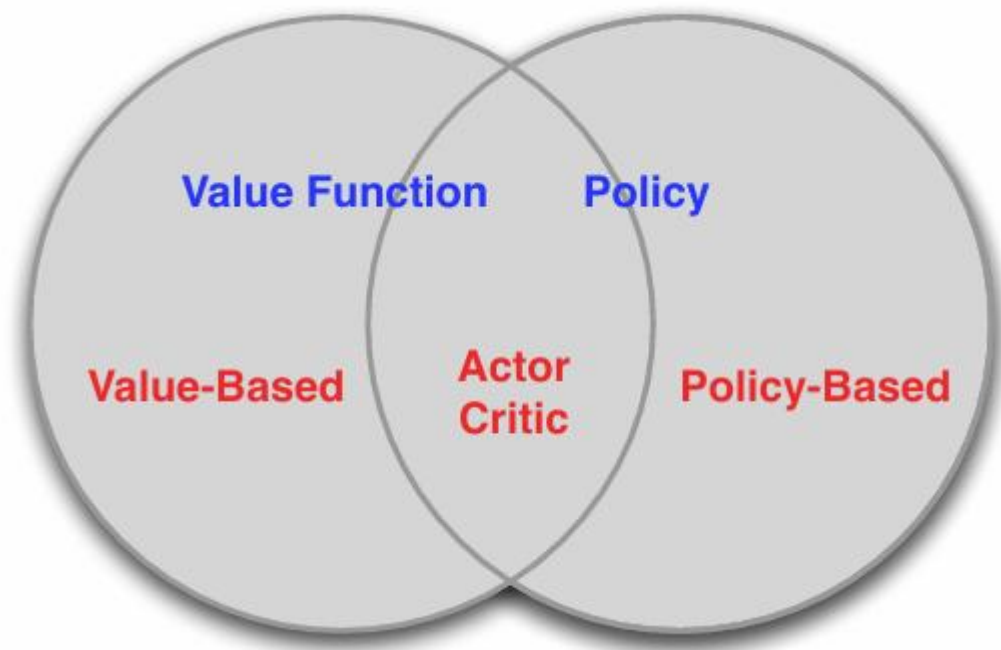 Value Function
Policy
Value-Based
Actor
Critic
Policy-Based